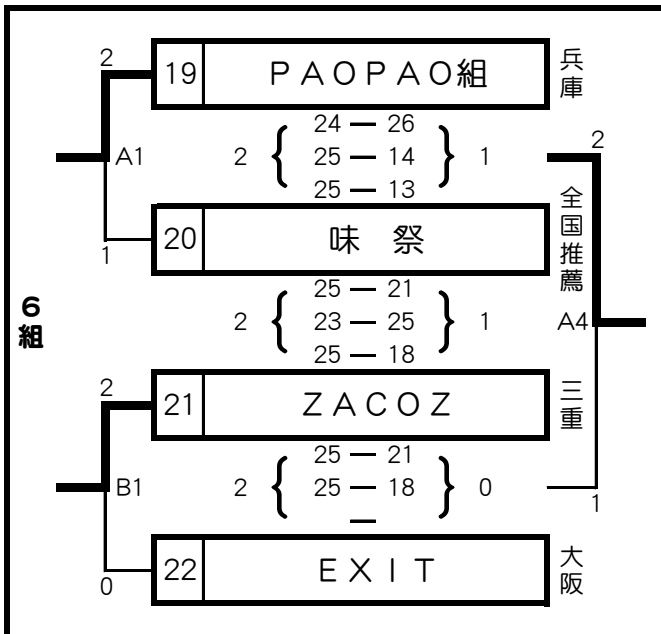 6組
2
19 PAOPAO組 兵庫
A1
24 — 26
2 { 25 — 14 } 1
25 — 13
2
1
20 味 祭 全国推薦
25 — 21
2 { 23 — 25 } 1
25 — 18
A4
2
21 ZACOZ 三重
B1
25 — 21
2 { 25 — 18 } 0
—
1
0
22 EXIT 大阪